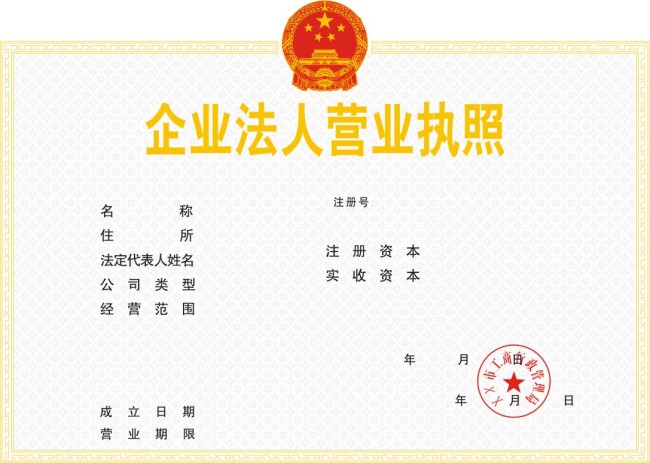 企业法人营业执照
注册号
名称
住所
法定代表人姓名
公司类型
经营范围
注册资本
实收资本
年 月 日
××市工商行政管理局
年 月 日
成立日期
营业期限